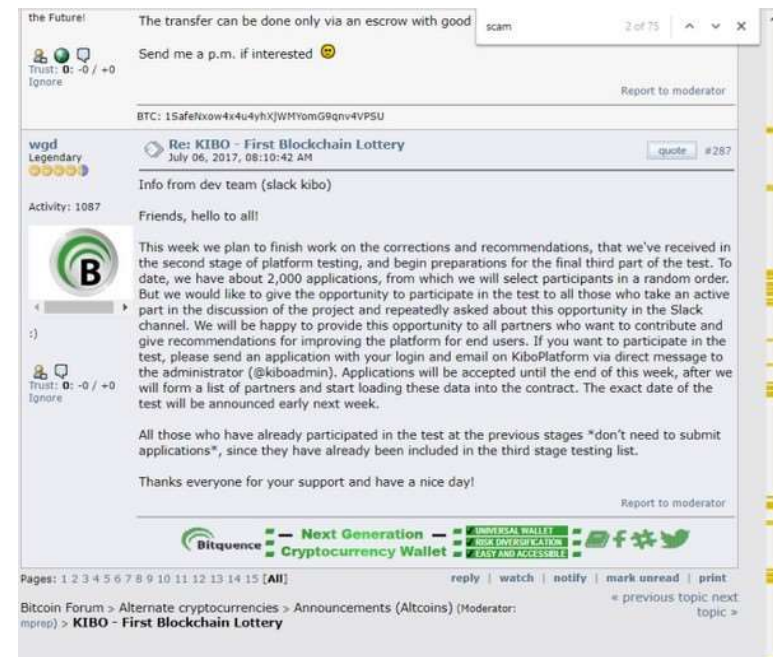 the Future!
The transfer can be done only via an escrow with good
scam
2 of 75
Send me a p.m. if interested
Trust: 0: -0 / +0
Ignore
Report to moderator
BTC: 1SafeNxow4x4u4yhXjWMYomG9qnv4VPSU
wgd
Legendary
Re: KIBO - First Blockchain Lottery
July 06, 2017, 08:10:42 AM
quote
#287
Activity: 1087
B
:)
Trust: 0: -0 / +0
Ignore
Info from dev team (slack kibo)
Friends, hello to all!
This week we plan to finish work on the corrections and recommendations, that we've received in
the second stage of platform testing, and begin preparations for the final third part of the test. To
date, we have about 2,000 applications, from which we will select participants in a random order.
But we would like to give the opportunity to participate in the test to all those who take an active
part in the discussion of the project and repeatedly asked about this opportunity in the Slack
channel. We will be happy to provide this opportunity to all partners who want to contribute and
give recommendations for improving the platform for end users. If you want to participate in the
test, please send an application with your login and email on KiboPlatform via direct message to
the administrator (@kiboadmin). Applications will be accepted until the end of this week, after we
will form a list of partners and start loading these data into the contract. The exact date of the
test will be announced early next week.
All those who have already participated in the test at the previous stages *don't need to submit
applications*, since they have already been included in the third stage testing list.
Thanks everyone for your support and have a nice day!
Report to moderator
Bitquence
Next Generation
Cryptocurrency Wallet
UNIVERSAL WALLET
RISK DIVERSIFICATION
EASY AND ACCESSIBLE
Pages: 1 2 3 4 5 6 7 8 9 10 11 12 13 14 15 [All]
reply | watch | notify | mark unread | print
Bitcoin Forum > Alternate cryptocurrencies > Announcements (Altcoins) (Moderator:
mprep) > KIBO - First Blockchain Lottery
« previous topic next
topic »